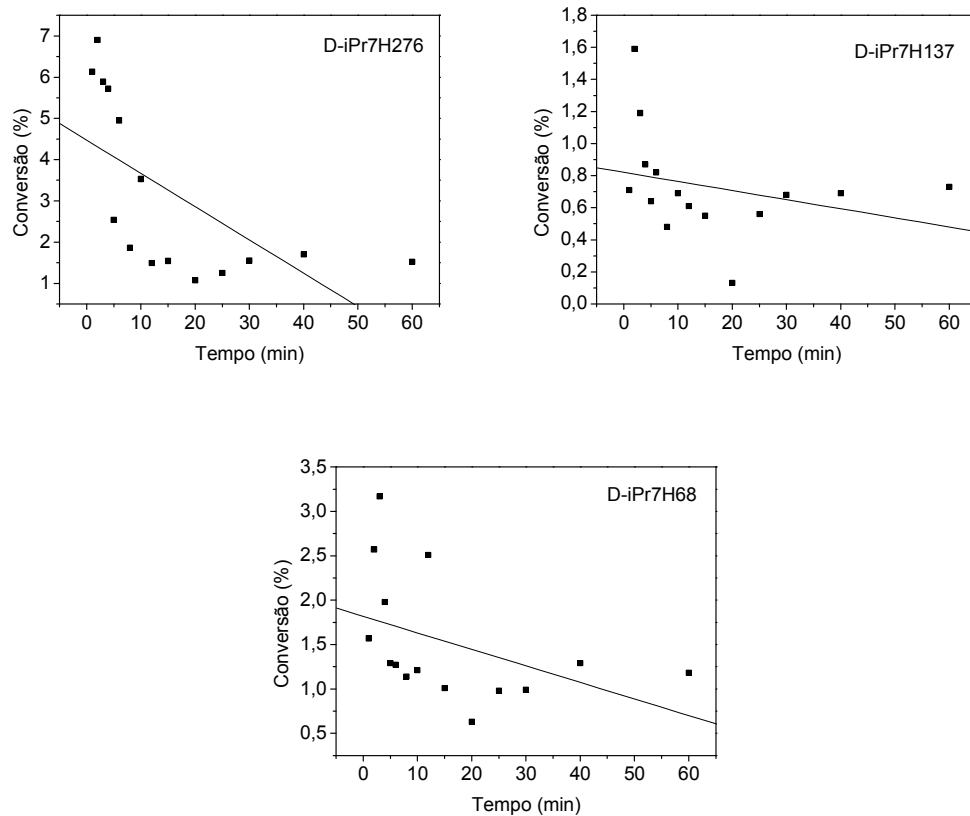 D-iPr7H276
7
6
5
4
3
2
1
Conversão (%)
0 10 20 30 40 50 60
Tempo (min)
D-iPr7H137
1,8
1,6
1,4
1,2
1,0
0,8
0,6
0,4
0,2
0,0
Conversão (%)
0 10 20 30 40 50 60
Tempo (min)
D-iPr7H68
3,5
3,0
2,5
2,0
1,5
1,0
0,5
Conversão (%)
0 10 20 30 40 50 60
Tempo (min)